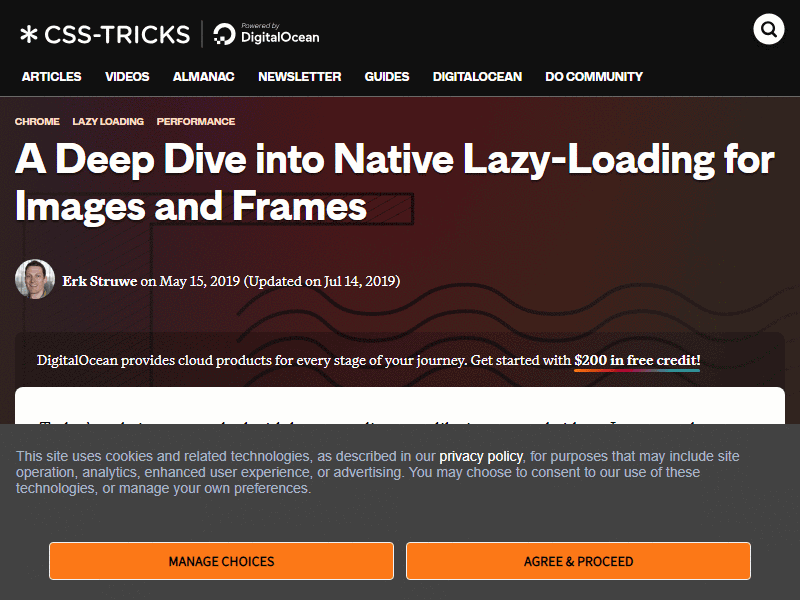 CSS-TRICKS
Powered by
DigitalOcean
ARTICLES VIDEOS ALMANAC NEWSLETTER GUIDES DIGITALOCEAN DO COMMUNITY
CHROME LAZY LOADING PERFORMANCE
A Deep Dive into Native Lazy-Loading for
Images and Frames
Erk Struwe on May 15, 2019 (Updated on Jul 14, 2019)
DigitalOcean provides cloud products for every stage of your journey. Get started with $200 in free credit!
This site uses cookies and related technologies, as described in our privacy policy, for purposes that may include site
operation, analytics, enhanced user experience, or advertising. You may choose to consent to our use of these
technologies, or manage your own preferences.
MANAGE CHOICES
AGREE & PROCEED